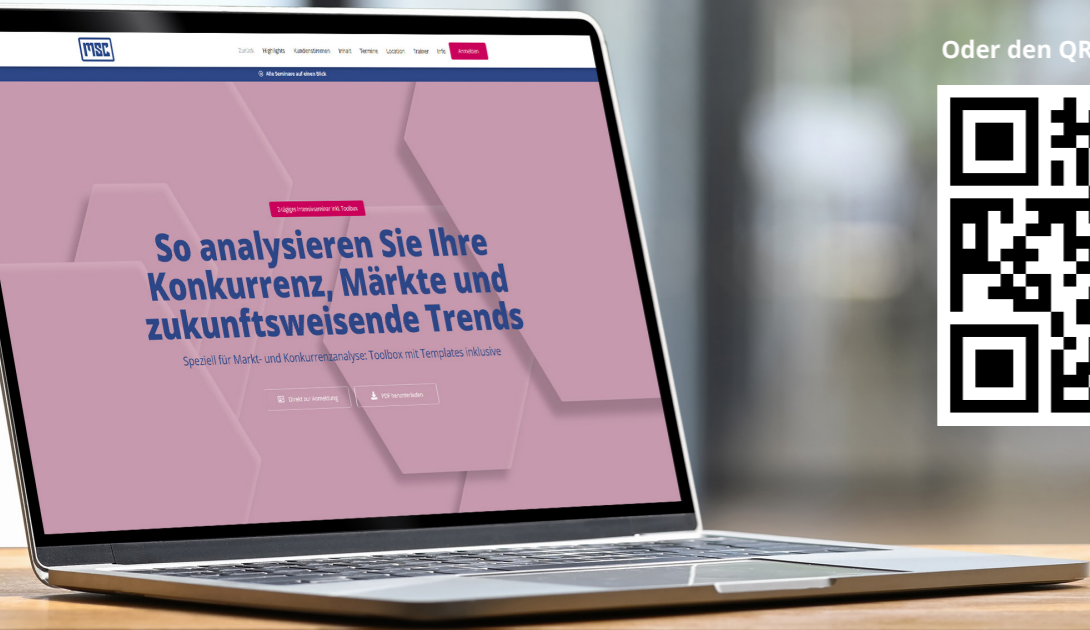 MSC
Zurück Highlights Kundenstimmen Inhalt Termine Location Trainer Info Anmelden
Alle Seminare auf einen Blick
2-tägiges Intensivseminar inkl. Toolbox
So analysieren Sie Ihre
Konkurrenz, Märkte und
zukunftsweisende Trends
Speziell für Markt- und Konkurrenzanalyse: Toolbox mit Templates inklusive
Direkt zur Anmeldung PDF herunterladen
Oder den QR